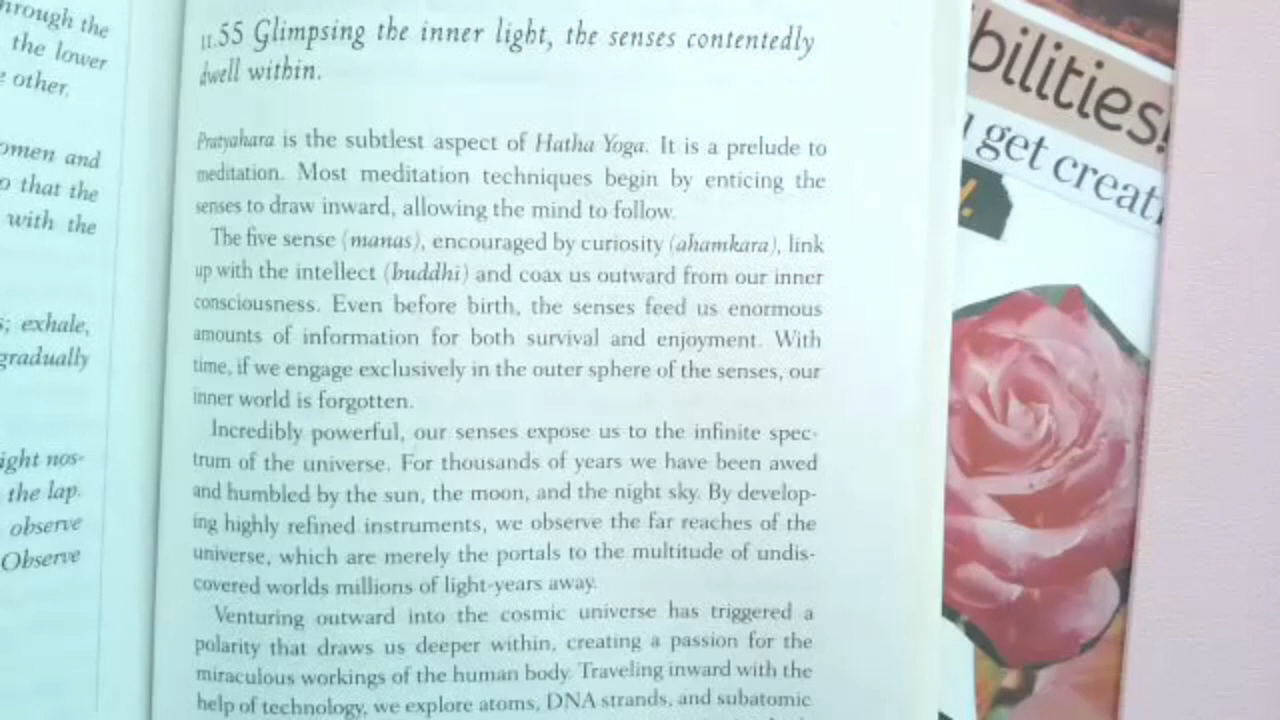 hrough the
the lower
e other.
omen and
o that the
with the
s; exhale,
gradually
ight nos-
the lap.
observe
Observe
II.55 Glimpsing the inner light, the senses contentedly
dwell within.
Pratyahara is the subtlest aspect of Hatha Yoga. It is a prelude to
meditation. Most meditation techniques begin by enticing the
senses to draw inward, allowing the mind to follow.
The five sense (manas), encouraged by curiosity (ahamkara), link
up with the intellect (buddhi) and coax us outward from our inner
consciousness. Even before birth, the senses feed us enormous
amounts of information for both survival and enjoyment. With
time, if we engage exclusively in the outer sphere of the senses, our
inner world is forgotten.
Incredibly powerful, our senses expose us to the infinite spec-
trum of the universe. For thousands of years we have been awed
and humbled by the sun, the moon, and the night sky. By develop-
ing highly refined instruments, we observe the far reaches of the
universe, which are merely the portals to the multitude of undis-
covered worlds millions of light-years away.
Venturing outward into the cosmic universe has triggered a
polarity that draws us deeper within, creating a passion for the
miraculous workings of the human body. Traveling inward with the
help of technology, we explore atoms, DNA strands, and subatomic
bilities!
u get creati